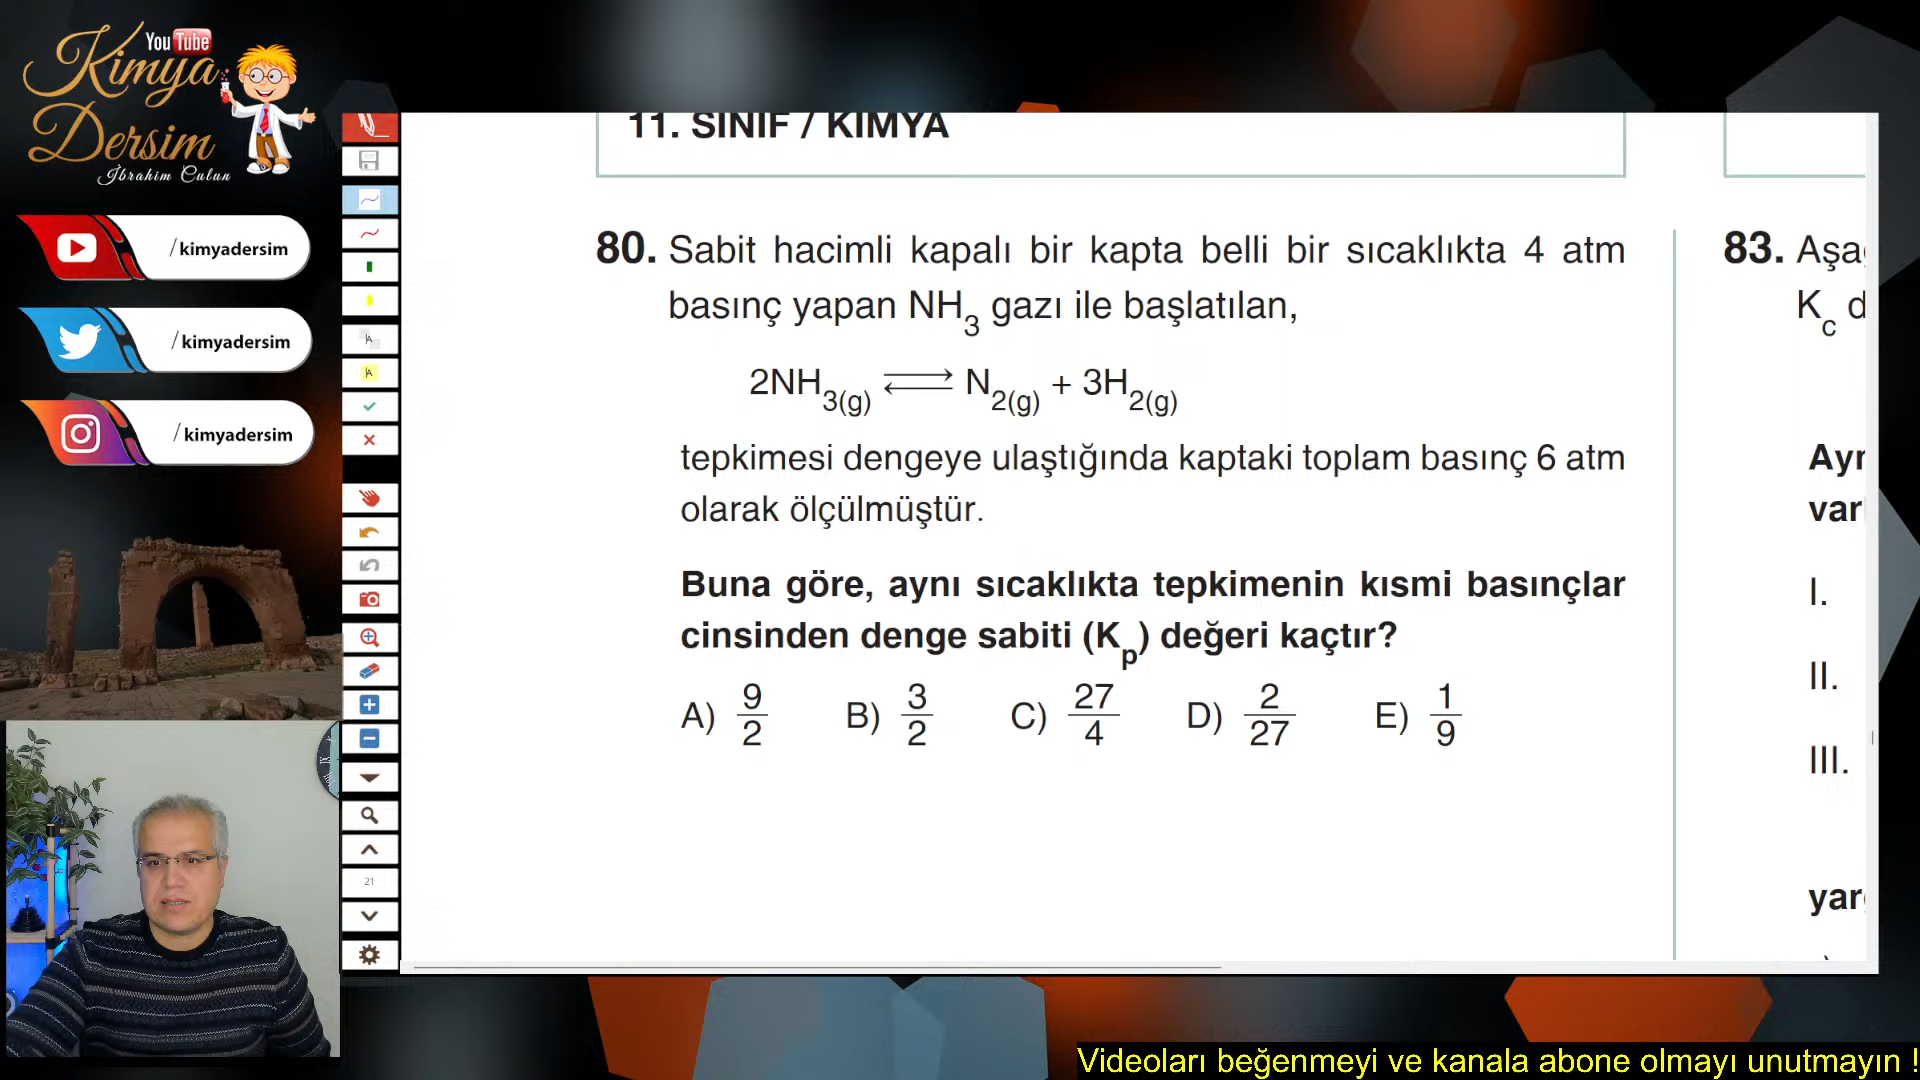 You Tube
Kimya
Dersim
İbrahim Culun
/kimyadersim
/kimyadersim
/kimyadersim
11. SINIF / KİMYA
80. Sabit hacimli kapalı bir kapta belli bir sıcaklıkta 4 atm
basınç yapan NH3 gazı ile başlatılan,
2NH3(g) ⇌ N2(g) + 3H2(g)
tepkimesi dengeye ulaştığında kaptaki toplam basınç 6 atm
olarak ölçülmüştür.
Buna göre, aynı sıcaklıkta tepkimenin kısmi basınçlar
cinsinden denge sabiti (Kp) değeri kaçtır?
A) 9/2 B) 3/2 C) 27/4 D) 2/27 E) 1/9
83.
Kc
I.
II.
III.
21
Videoları beğenmeyi ve kanala abone olmayı unutmayın !